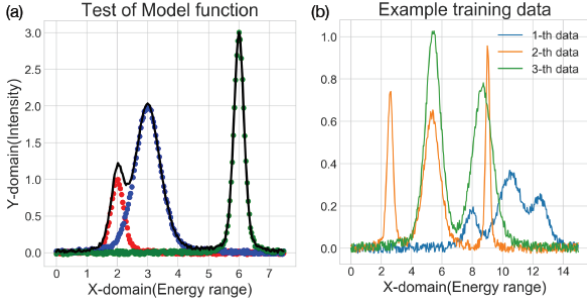 (a)
Test of Model function
Y-domain(Intensity)
3.0
2.5
2.0
1.5
1.0
0.5
0.0
0 1 2 3 4 5 6 7
X-domain(Energy range)
(b)
Example training data
1-th data
2-th data
3-th data
1.0
0.8
0.6
0.4
0.2
0.0
0 2 4 6 8 10 12 14
X-domain(Energy range)